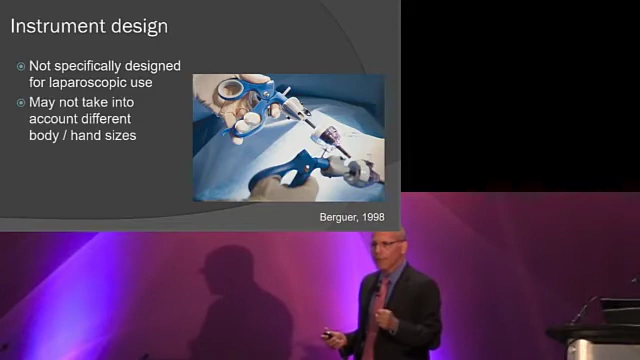 Instrument design
Not specifically designed
for laparoscopic use
May not take into
account different
body / hand sizes
Berguer, 1998